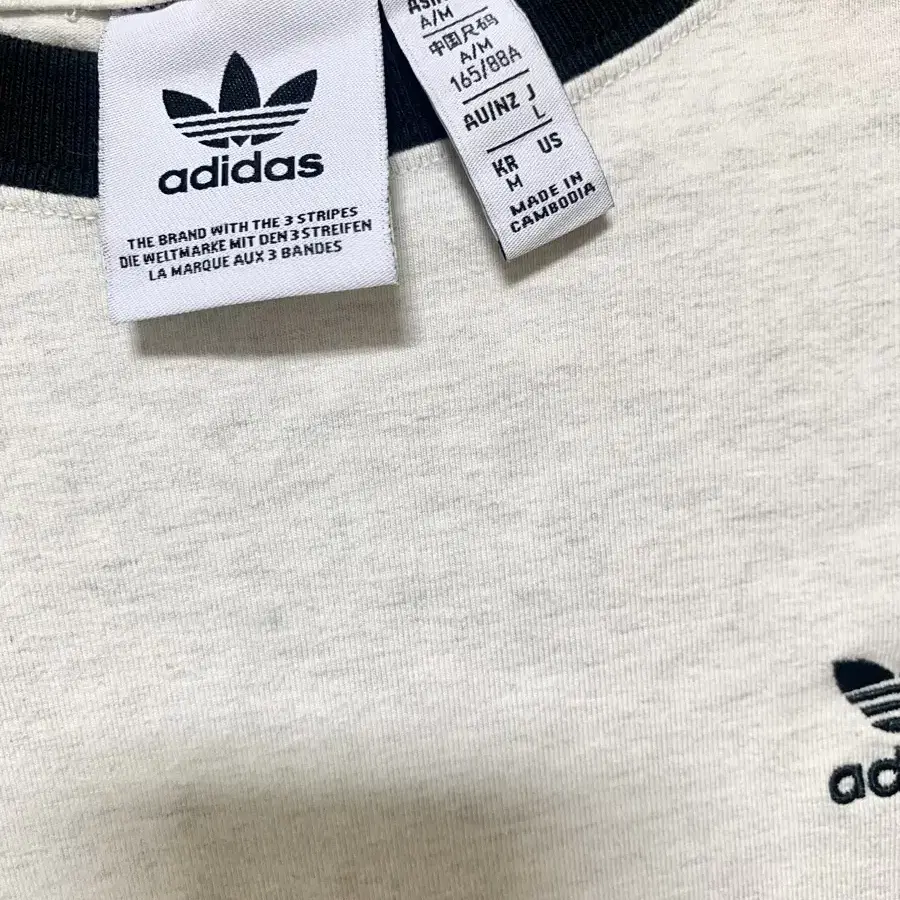 adidas
THE BRAND WITH THE 3 STRIPES
DIE WELTMARKE MIT DEN 3 STREIFEN
LA MARQUE AUX 3 BANDES
A/M
中国尺码
A/M
165/88A
AU/NZ J
L
KR US
M
MADE IN
CAMBODIA
ad